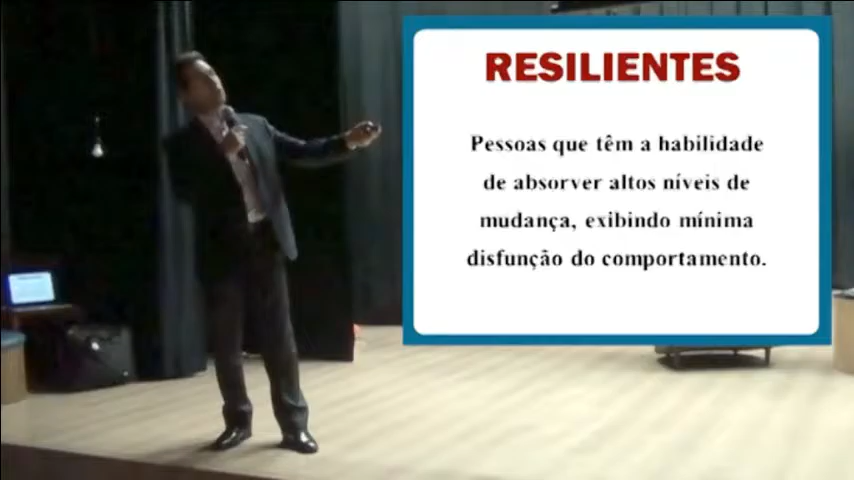 RESILIENTES
Pessoas que têm a habilidade
de absorver altos níveis de
mudança, exibindo mínima
disfunção do comportamento.